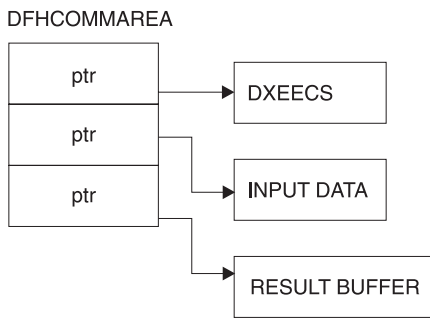 DFHCOMMAREA
ptr
DXEECS
ptr
INPUT DATA
ptr
RESULT BUFFER